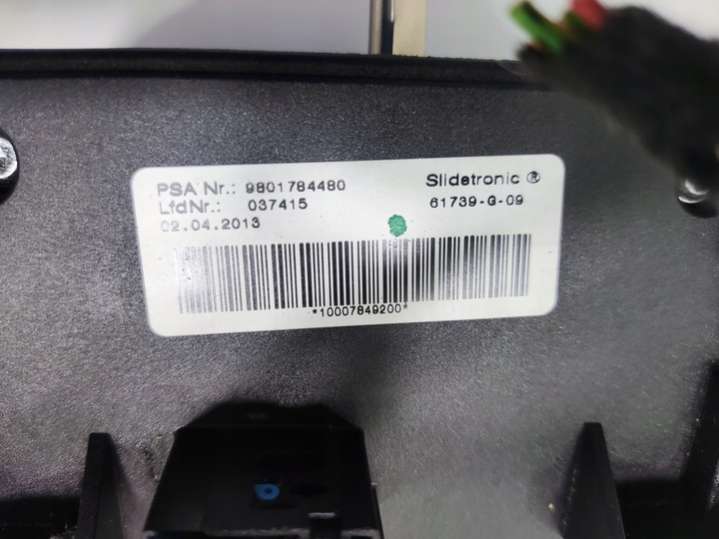 PSA Nr.: 9801784480
LfdNr.: 037415
02.04.2013
Slidetronic ®
61739-G-09
*10007849200*